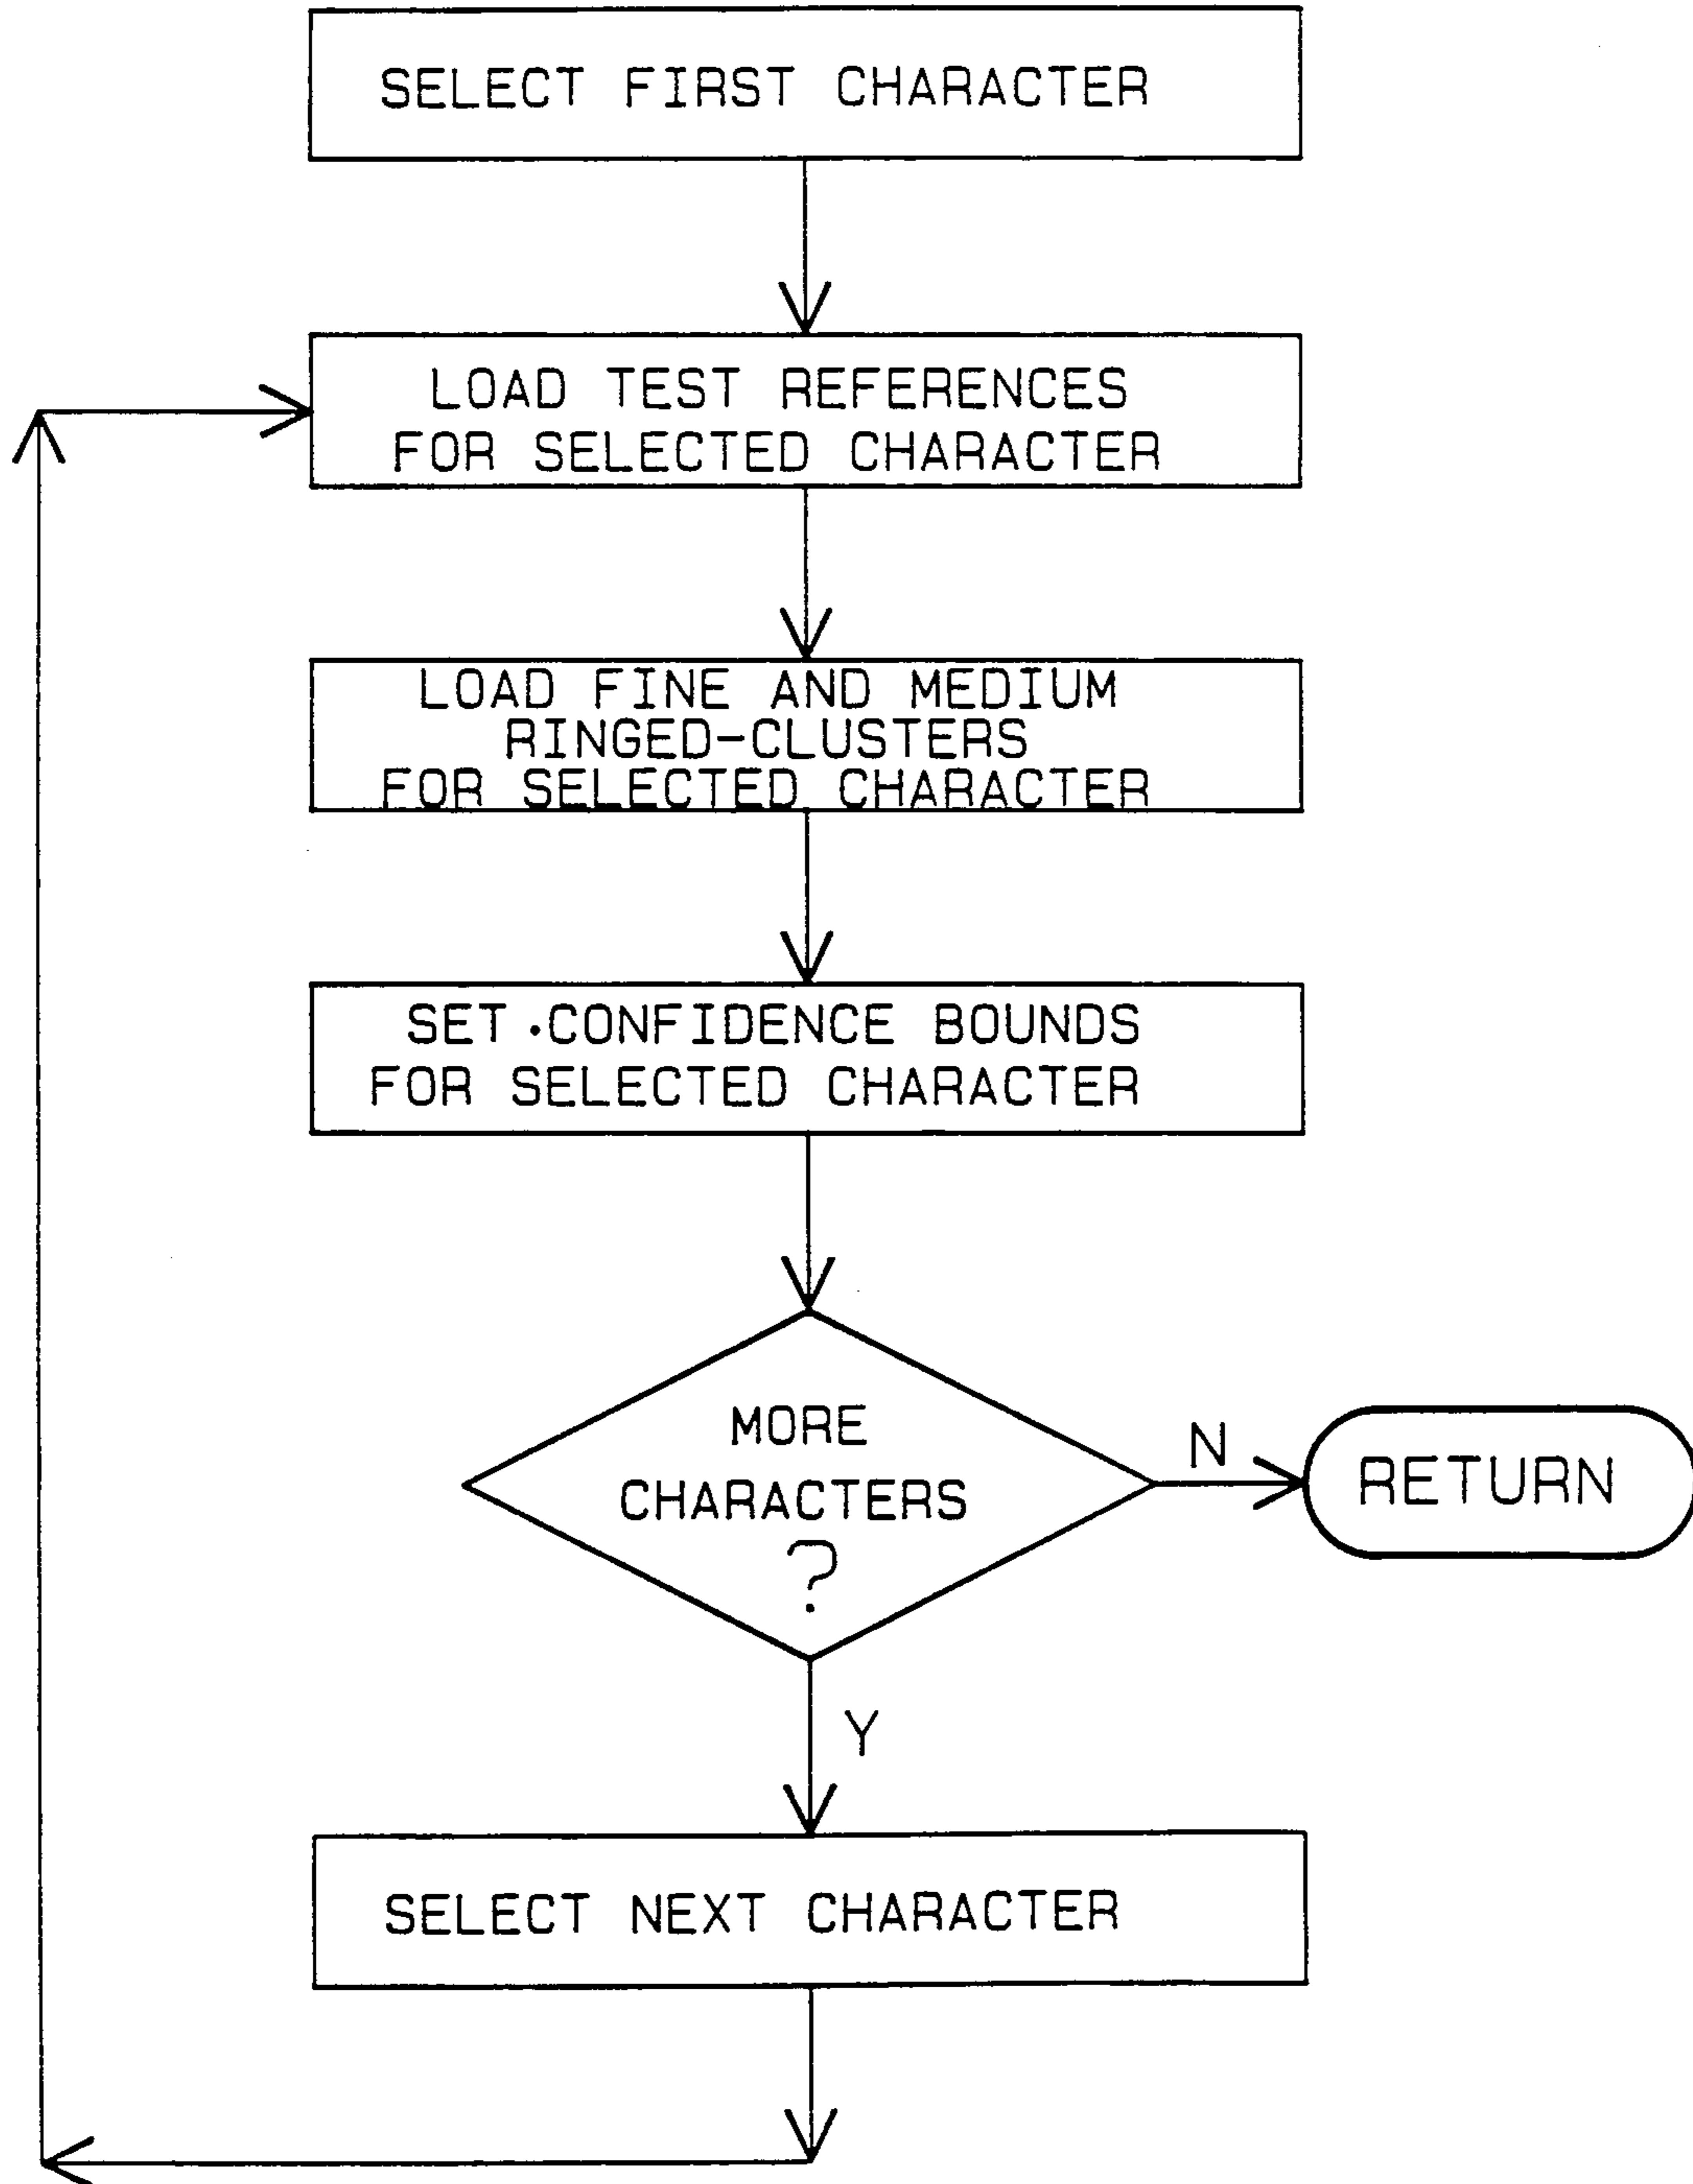 SELECT FIRST CHARACTER
LOAD TEST REFERENCES
FOR SELECTED CHARACTER
LOAD FINE AND MEDIUM
RINGED-CLUSTERS
FOR SELECTED CHARACTER
SET CONFIDENCE BOUNDS
FOR SELECTED CHARACTER
MORE
CHARACTERS
?
N
RETURN
Y
SELECT NEXT CHARACTER